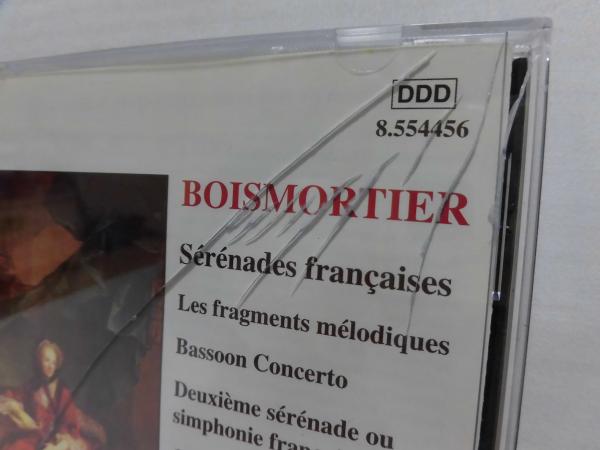 DDD
8.554456
BOISMORTIER
Sérénades françaises
Les fragments mélodiques
Bassoon Concerto
Deuxième sérénade ou
simphonie